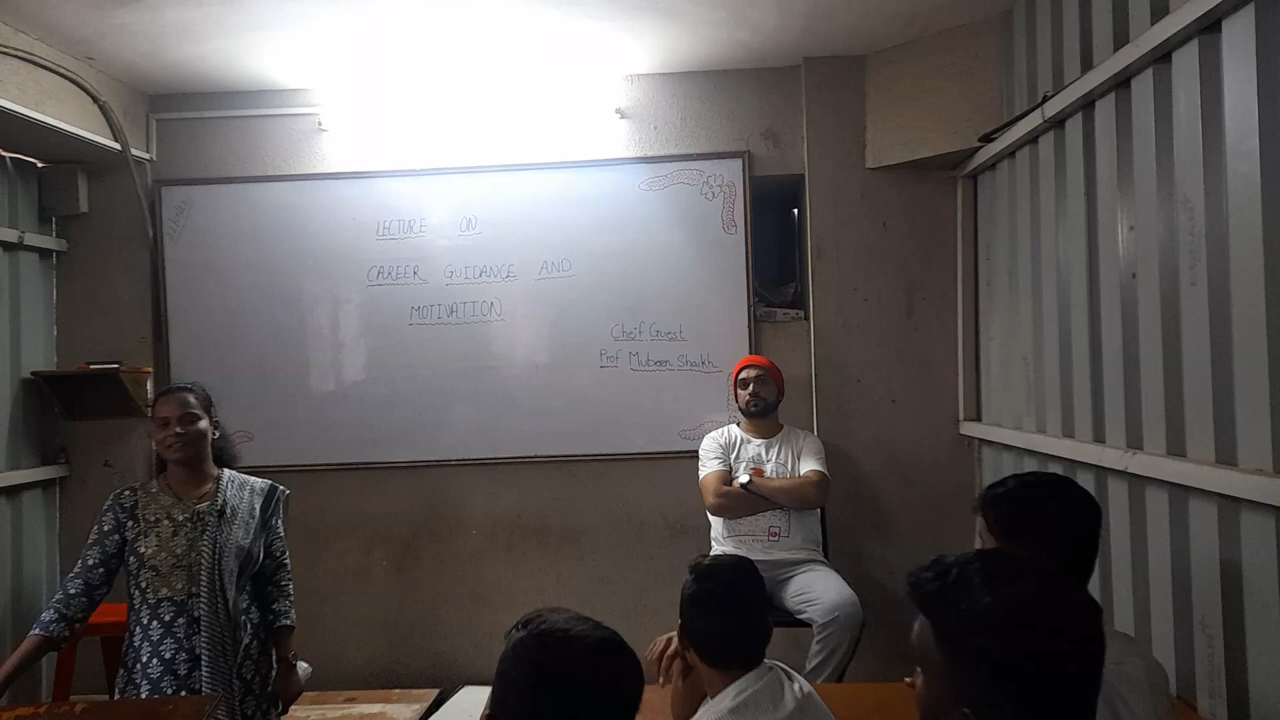 LECTURE ON
CAREER GUIDANCE AND
MOTIVATION
Cheif Guest
Prof Mubeen Shaikh